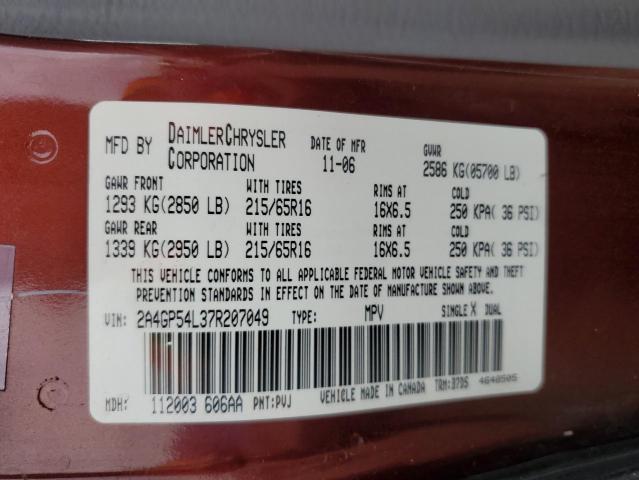 MFD BY DAIMLERCHRYSLER CORPORATION DATE OF MFR 11-06 GVWR 2586 KG(05700 LB)
GAWR FRONT WITH TIRES RIMS AT COLD
1293 KG(2850 LB) 215/65R16 16X6.5 250 KPA( 36 PSI)
GAWR REAR WITH TIRES RIMS AT COLD
1339 KG(2950 LB) 215/65R16 16X6.5 250 KPA( 36 PSI)
THIS VEHICLE CONFORMS TO ALL APPLICABLE FEDERAL MOTOR VEHICLE SAFETY AND THEFT
PREVENTION STANDARDS IN EFFECT ON THE DATE OF MANUFACTURE SHOWN ABOVE.
VIN: 2A4GP54L37R207049 TYPE: MPV SINGLE X DUAL
MDH: 112003 606AA PNT:PVJ VEHICLE MADE IN CANADA TRM:37D5 4648505